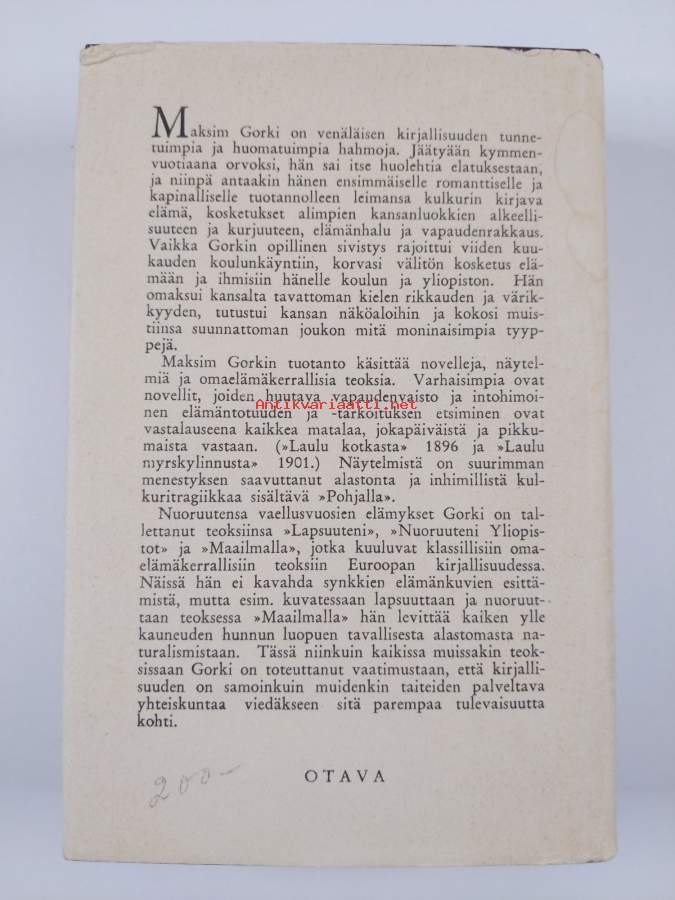 Maksim Gorki on venäläisen kirjallisuuden tunne-
tuimpia ja huomatuimpia hahmoja. Jäätyään kymmen-
vuotiaana orvoksi, hän sai itse huolehtia elatuksestaan,
ja niinpä antaakin hänen ensimmäiselle romanttiselle ja
kapinalliselle tuotannolleen leimansa kulkurin kirjava
elämä, kosketukset alimpien kansanluokkien alkeelli-
suuteen ja kurjuuteen, elämänhalu ja vapaudenrakkaus.
Vaikka Gorkin opillinen sivistys rajoittui viiden kuu-
kauden koulunkäyntiin, korvasi välitön kosketus elä-
mään ja ihmisiin hänelle koulun ja yliopiston. Hän
omaksui kansalta tavattoman kielen rikkauden ja värik-
kyyden, tutustui kansan näköaloihin ja kokosi muis-
tiinsa suunnattoman joukon mitä moninaisimpia tyyp-
pejä.
Maksim Gorkin tuotanto käsittää novelleja, näytel-
miä ja omaelämäkerrallisia teoksia. Varhaisimpia ovat
novellit, joiden huutava vapaudenvaisto ja intohimoi-
Antikvariaatti.net
nen elämäntotuuden ja -tarkoituksen etsiminen ovat
vastalauseena kaikkea matalaa, jokapäiväistä ja pikku-
maista vastaan. (»Laulu kotkasta» 1896 ja »Laulu
myrskylinnusta» 1901.) Näytelmistä on suurimman
menestyksen saavuttanut alastonta ja inhimillistä kul-
kuritragiikkaa sisältävä »Pohjalla».
Nuoruutensa vaellusvuosien elämykset Gorki on tal-
lettanut teoksiinsa »Lapsuuteni», »Nuoruuteni Yliopis-
tot» ja »Maailmalla», jotka kuuluvat klassillisiin oma-
elämäkerrallisiin teoksiin Euroopan kirjallisuudessa.
Näissä hän ei kavahda synkkien elämänkuvien esittä-
mistä, mutta esim. kuvatessaan lapsuuttaan ja nuoruut-
taan teoksessa »Maailmalla» hän levittää kaiken ylle
kauneuden hunnun luopuen tavallisesta alastomasta na-
turalismistaan. Tässä niinkuin kaikissa muissakin teok-
sissaan Gorki on toteuttanut vaatimustaan, että kirjalli-
suuden on samoinkuin muidenkin taiteiden palveltava
yhteiskuntaa viedäkseen sitä parempaa tulevaisuutta
kohti.
200–
OTAVA